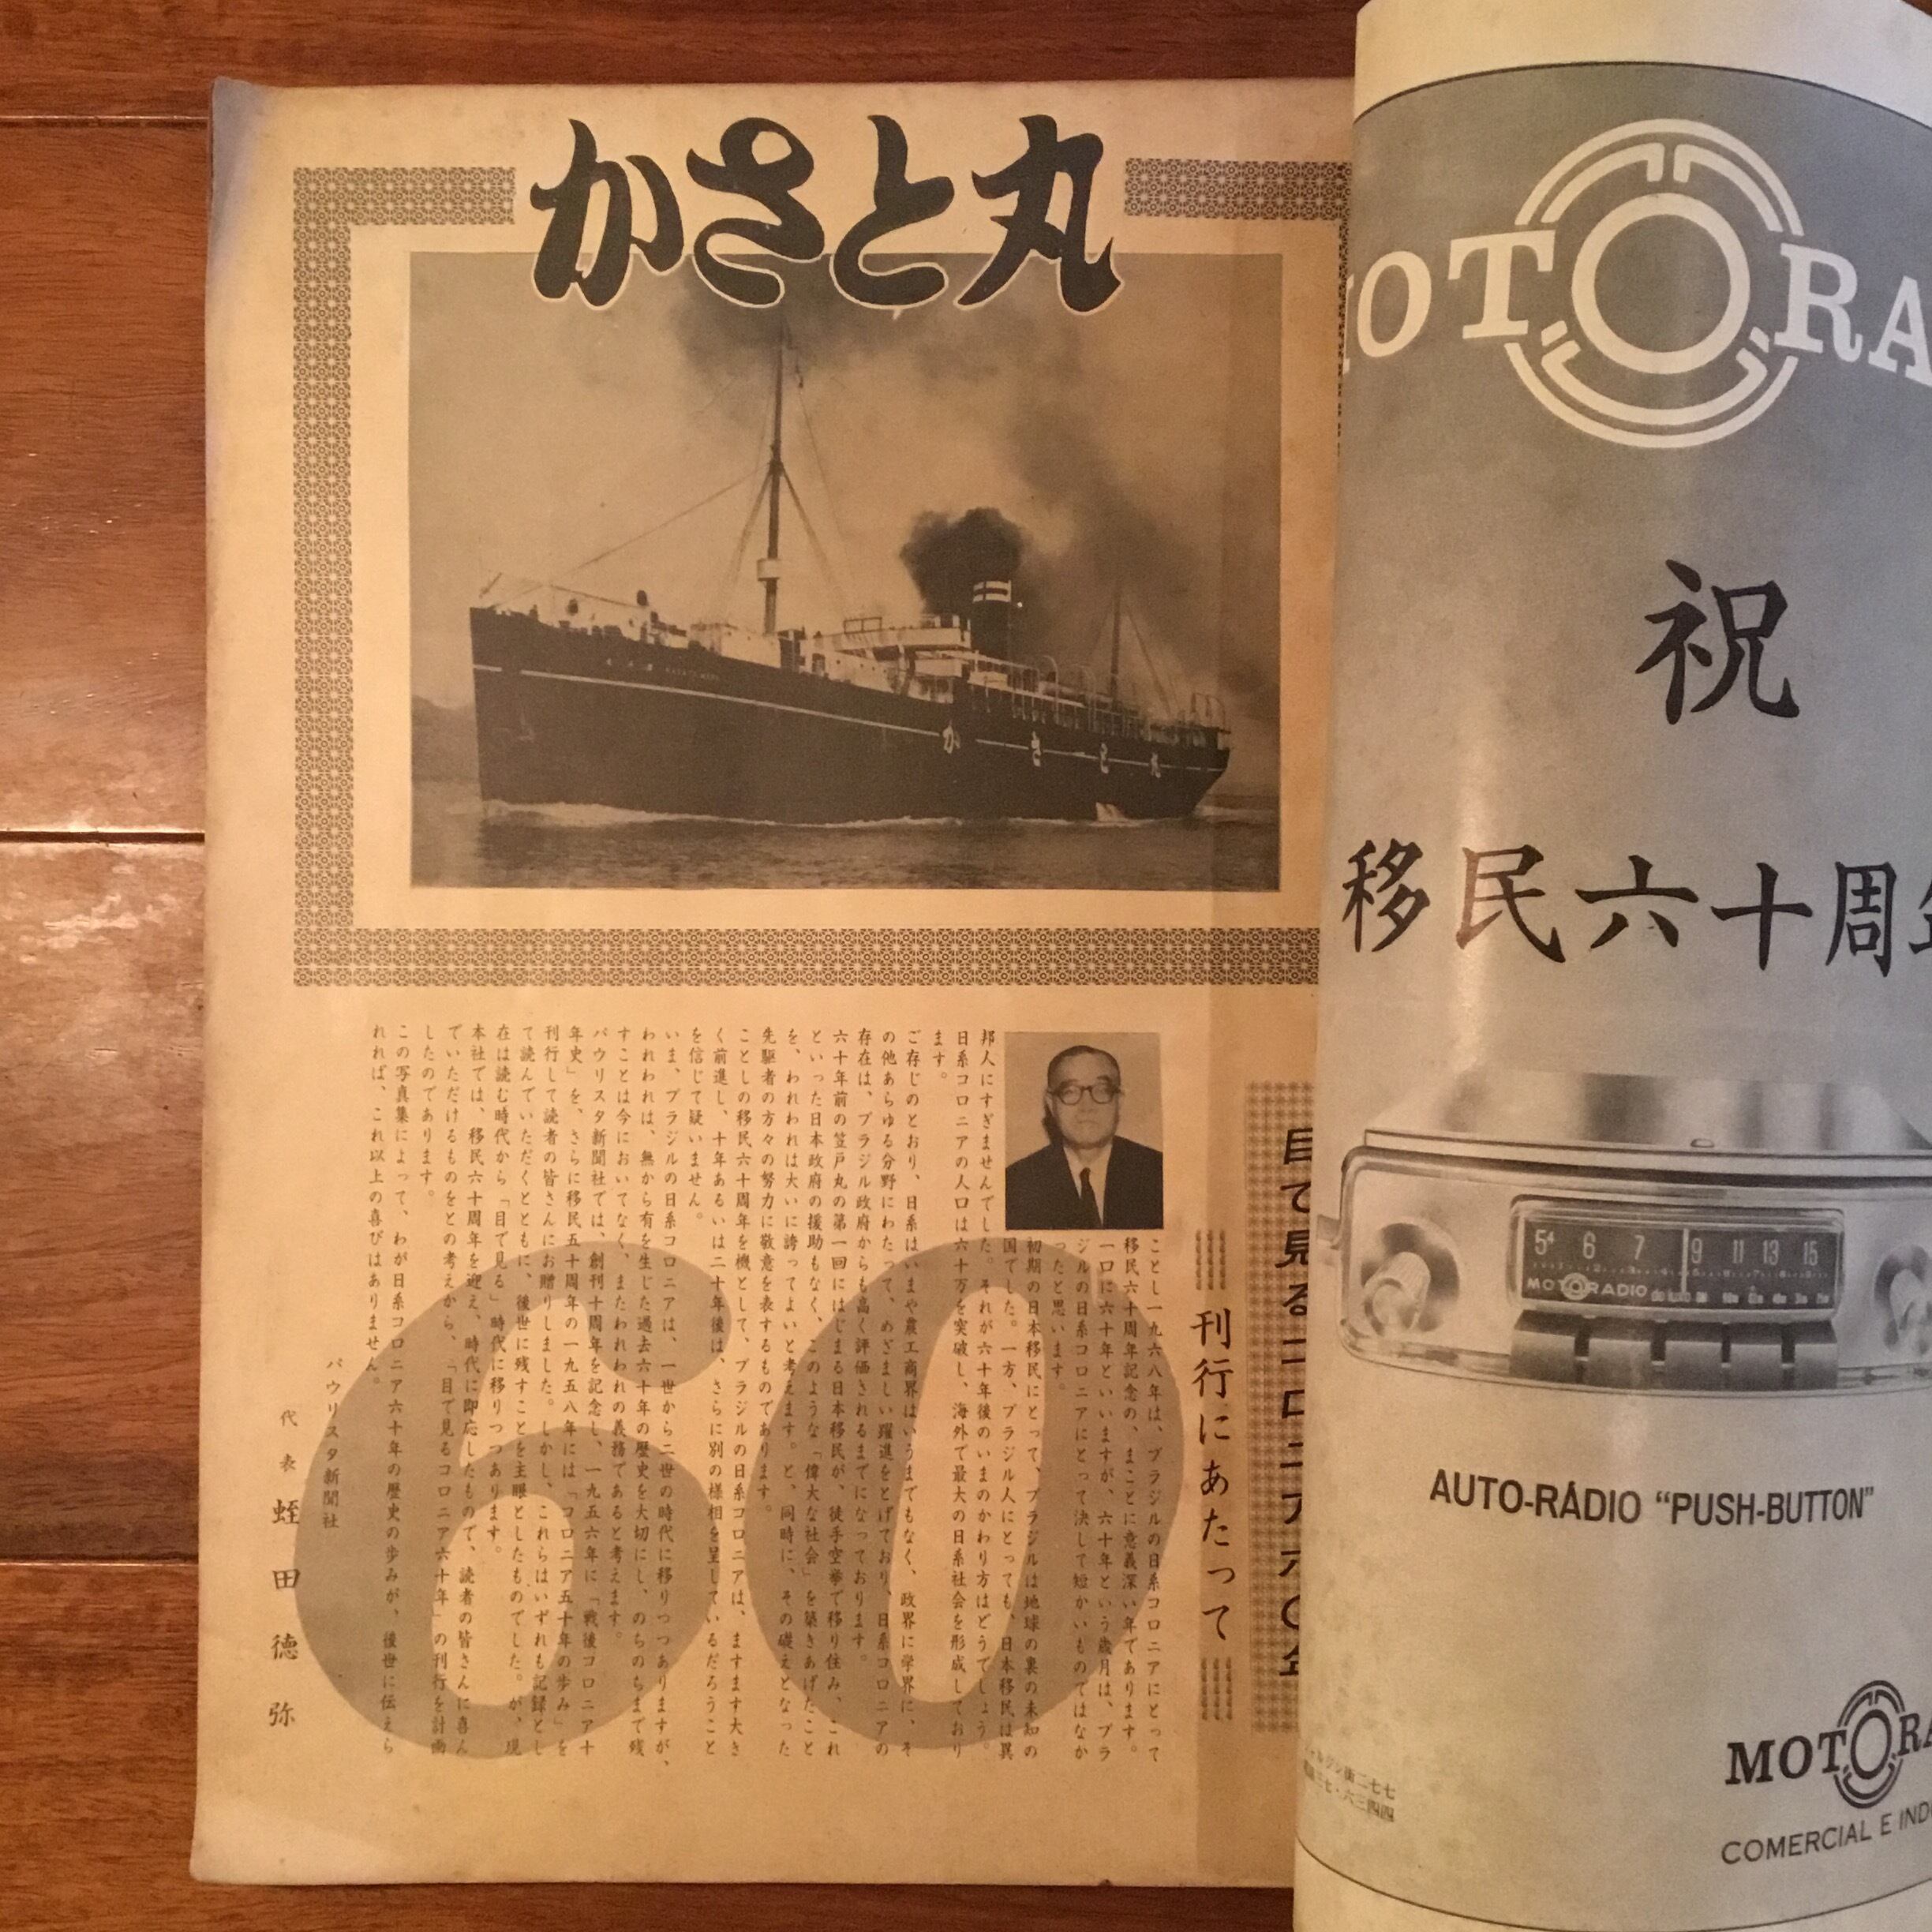 かさと丸
かさと丸
目で見るコロニア六〇年
刊行にあたって
ことし一九六八年は、ブラジルの日系コロニアにとって
移民六十周年記念の、まことに意義深い年であります。
一口に六十年といいますが、六十年という歳月は、ブラ
ジルの日系コロニアにとって決して短かいものではなか
ったと思います。
初期の日本移民にとって、ブラジルは地球の裏の未知の
国でした。一方、ブラジル人にとっても、日本移民は異
邦人にすぎませんでした。それが六十年後のいまのかわり方はどうでしょう。
日系コロニアの人口は六十万を突破し、海外で最大の日系社会を形成しており
ます。
ご存じのとおり、日系はいまや農工商界はいうまでもなく、政界に学界に、そ
の他あらゆる分野にわたって、めざましい躍進をとげており、日系コロニアの
存在は、ブラジル政府からも高く評価されるまでになっております。
六十年前の笠戸丸の第一回にはじまる日本移民が、徒手空拳で移り住み、これ
といった日本政府の援助もなく、このような「偉大な社会」を築きあげたこと
を、われわれは大いに誇ってよいと考えます。と、同時に、その礎えとなった
先駆者の方々の努力に敬意を表するものであります。
ことしの移民六十周年を機として、ブラジルの日系コロニアは、ますます大き
く前進し、十年あるいは二十年後は、さらに別の様相を呈しているだろうこと
を信じて疑いません。
いま、ブラジルの日系コロニアは、一世から二世の時代に移りつつありますが、
われわれは、無から有を生じた過去六十年の歴史を大切にし、のちのちまで残
すことは今においてなく、またわれわれの義務であると考えます。
パウリスタ新聞社では、創刊十周年を記念し、一九五六年に「戦後コロニア十
年史」を、さらに移民五十周年の一九五八年には「コロニア五十年の歩み」を
刊行して読者の皆さんにお贈りしました。しかし、これらはいずれも記録とし
て読んでいただくとともに、後世に残すことを主眼としたものでした。が、現
在は読む時代から「目で見る」時代に移りつつあります。
本社では、移民六十周年を迎え、時代に即応したもので、読者の皆さんに喜ん
でいただけるものをとの考えから、「目で見るコロニア六十年」の刊行を計画
したのであります。
この写真集によって、わが日系コロニア六十年の歴史の歩みが、後世に伝えら
れれば、これ以上の喜びはありません。
パウリスタ新聞社
代表 蛭田徳弥
60
MOTORA
祝
移民六十周年
5⁴ 6 7 9 11 13 15
MOTORADIO
AUTO-RÁDIO “PUSH-BUTTON”
MOTORA
COMERCIAL E IND
街二七七
六三四四